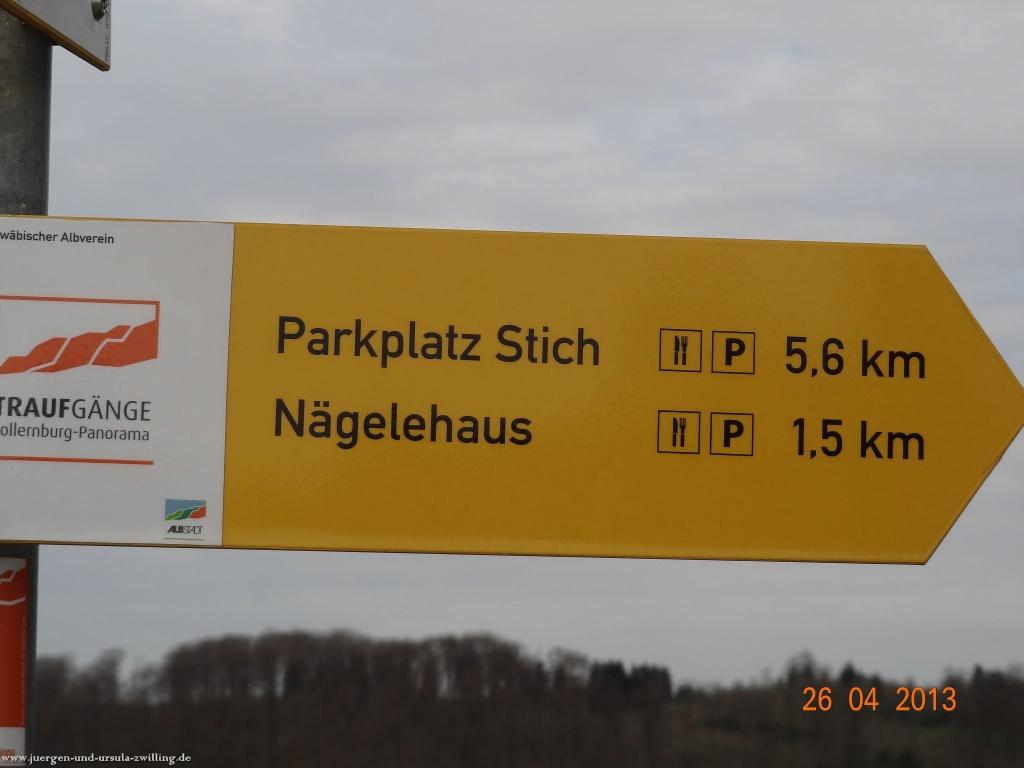 wäbischer Albverein
TRAUFGÄNGE
ollernburg-Panorama
ALBSTADT
Parkplatz Stich P 5,6 km
Nägelehaus P 1,5 km
26 04 2013
www.juergen-und-ursula-zwilling.de